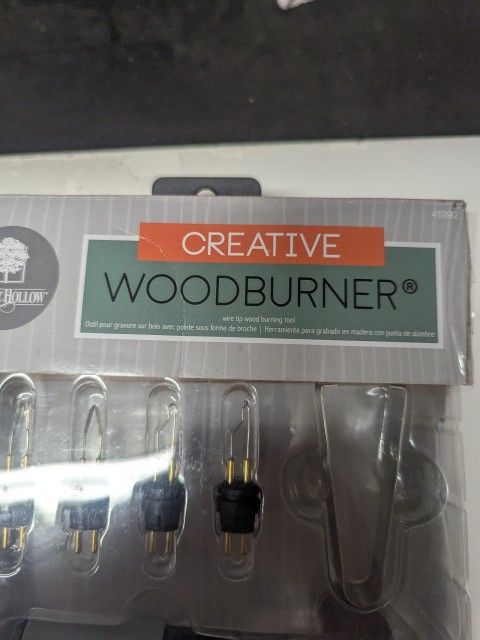 41992
CREATIVE
WOODBURNER®
wire tip wood burning tool
Outil pour gravure sur bois avec pointe sous forme de broche | Herramienta para grabado en madera con punta de alambre
HOLLOW™